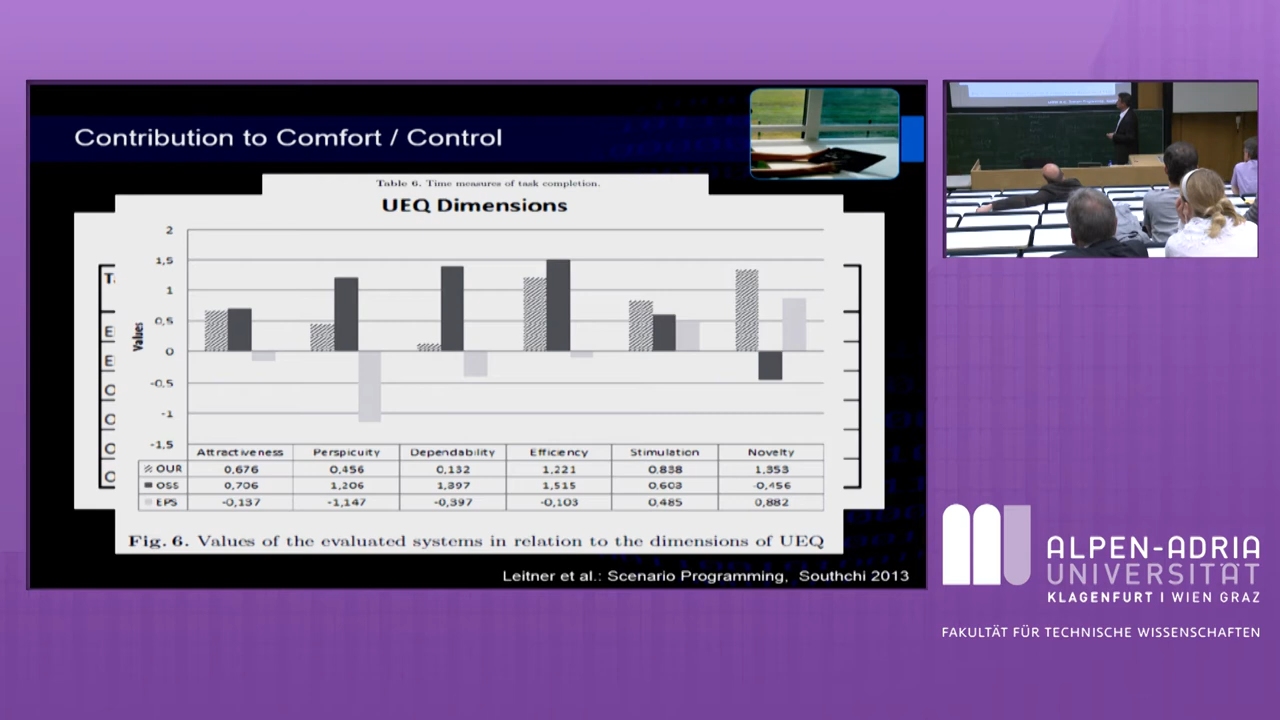 Contribution to Comfort / Control
Table 6. Time measures of task completion.
UEQ Dimensions
Values
2
1,5
1
0,5
0
-0,5
-1
-1,5
Attractiveness Perspicuity Dependability Efficiency Stimulation Novelty
OUR 0,676 0,456 0,132 1,221 0,838 1,353
OSS 0,706 1,206 1,397 1,515 0,603 -0,456
EPS -0,137 -1,147 -0,397 -0,103 0,485 0,882
Fig. 6. Values of the evaluated systems in relation to the dimensions of UEQ
Leitner et al.: Scenario Programming, Southchi 2013
ALPEN-ADRIA
UNIVERSITÄT
KLAGENFURT I WIEN GRAZ
FAKULTÄT FÜR TECHNISCHE WISSENSCHAFTEN